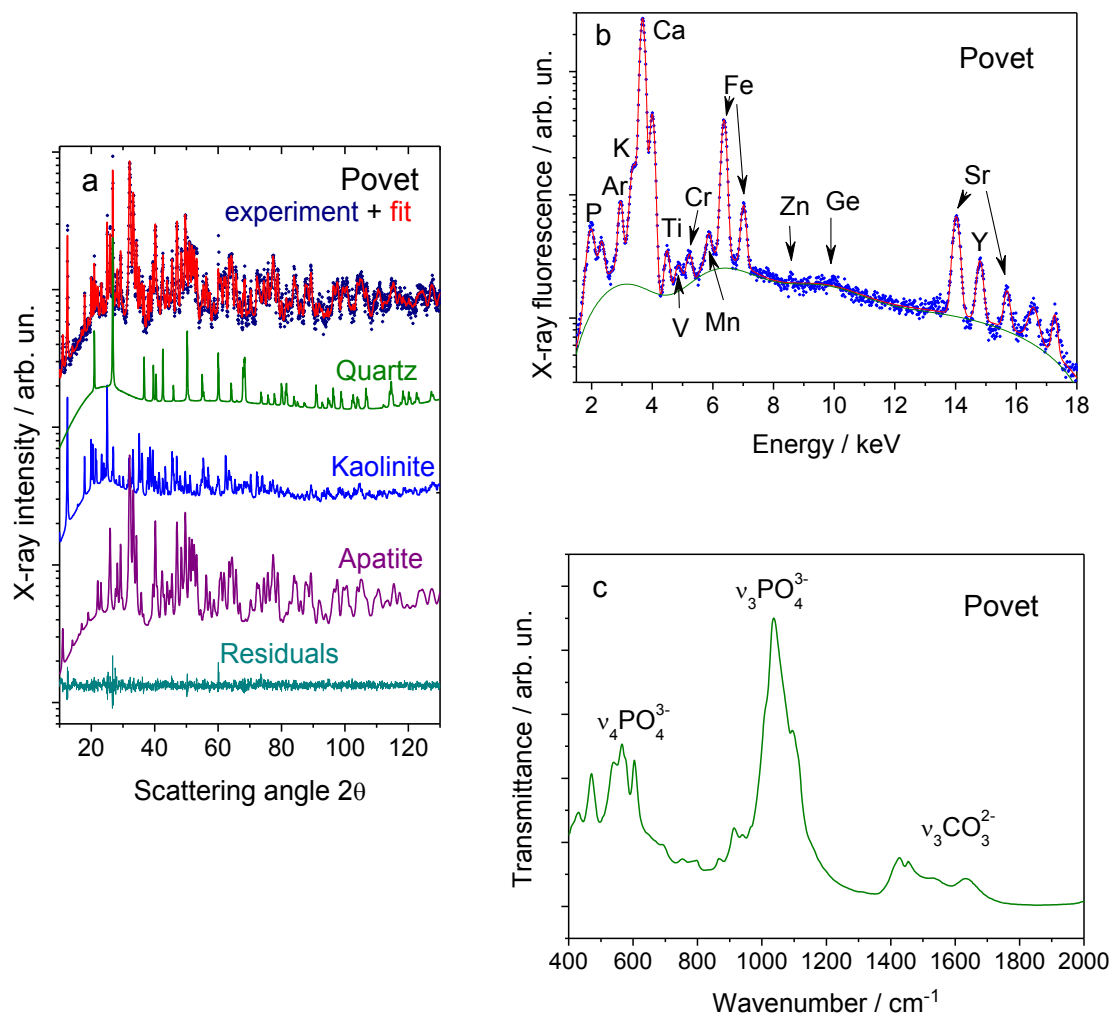 a
Povet
experiment + fit
Quartz
Kaolinite
Apatite
Residuals
X-ray intensity / arb. un.
20 40 60 80 100 120
Scattering angle 2θ
b
Povet
Ca
K
Ar
P
Ti
V
Cr
Mn
Fe
Zn
Ge
Sr
Y
X-ray fluorescence / arb. un.
2 4 6 8 10 12 14 16 18
Energy / keV
c
Povet
ν₄PO₄³⁻
ν₃PO₄³⁻
ν₃CO₃²⁻
Transmittance / arb. un.
400 600 800 1000 1200 1400 1600 1800 2000
Wavenumber / cm⁻¹